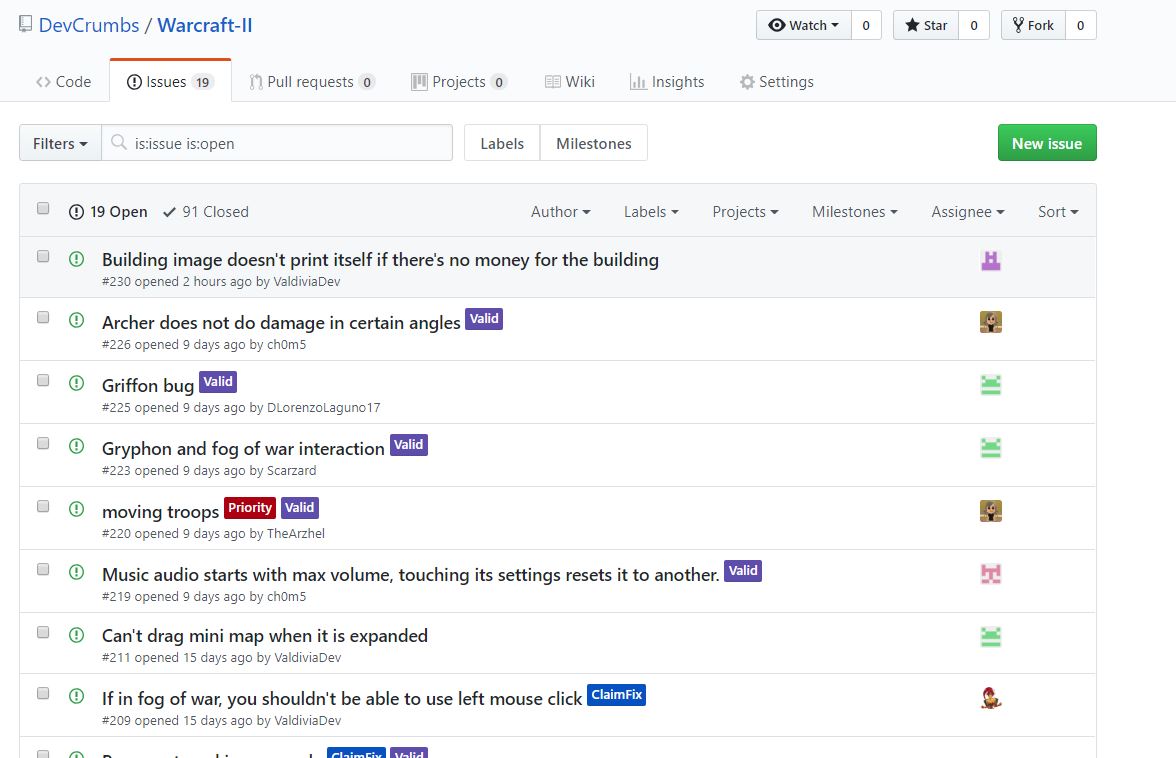 DevCrumbs / Warcraft-II
Watch 0 Star 0 Fork 0
Code Issues 19 Pull requests 0 Projects 0 Wiki Insights Settings
Filters is:issue is:open Labels Milestones New issue
19 Open 91 Closed Author Labels Projects Milestones Assignee Sort
Building image doesn't print itself if there's no money for the building
#230 opened 2 hours ago by ValdiviaDev
Archer does not do damage in certain angles Valid
#226 opened 9 days ago by ch0m5
Griffon bug Valid
#225 opened 9 days ago by DLorenzoLaguno17
Gryphon and fog of war interaction Valid
#223 opened 9 days ago by Scarzard
moving troops Priority Valid
#220 opened 9 days ago by TheArzhel
Music audio starts with max volume, touching its settings resets it to another. Valid
#219 opened 9 days ago by ch0m5
Can't drag mini map when it is expanded
#211 opened 15 days ago by ValdiviaDev
If in fog of war, you shouldn't be able to use left mouse click ClaimFix
#209 opened 15 days ago by ValdiviaDev
ClaimFix Valid